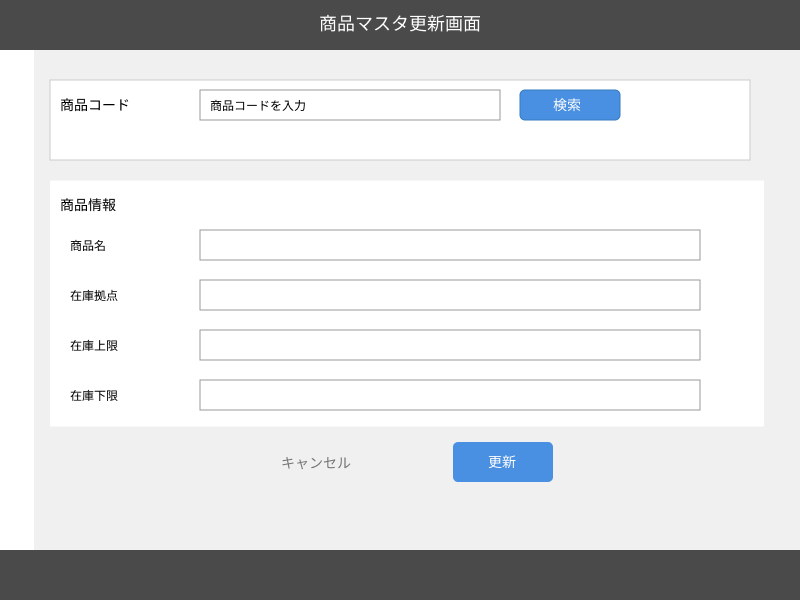 商品マスタ更新画面
商品コード 商品コードを入力 検索
商品情報
商品名
在庫拠点
在庫上限
在庫下限
キャンセル 更新